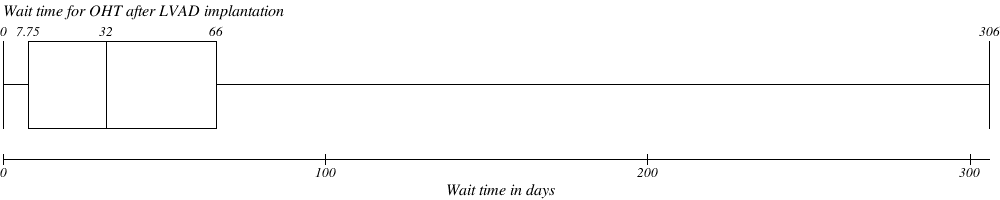 Wait time for OHT after LVAD implantation
0 7.75 32 66 306
0 100 200 300
Wait time in days